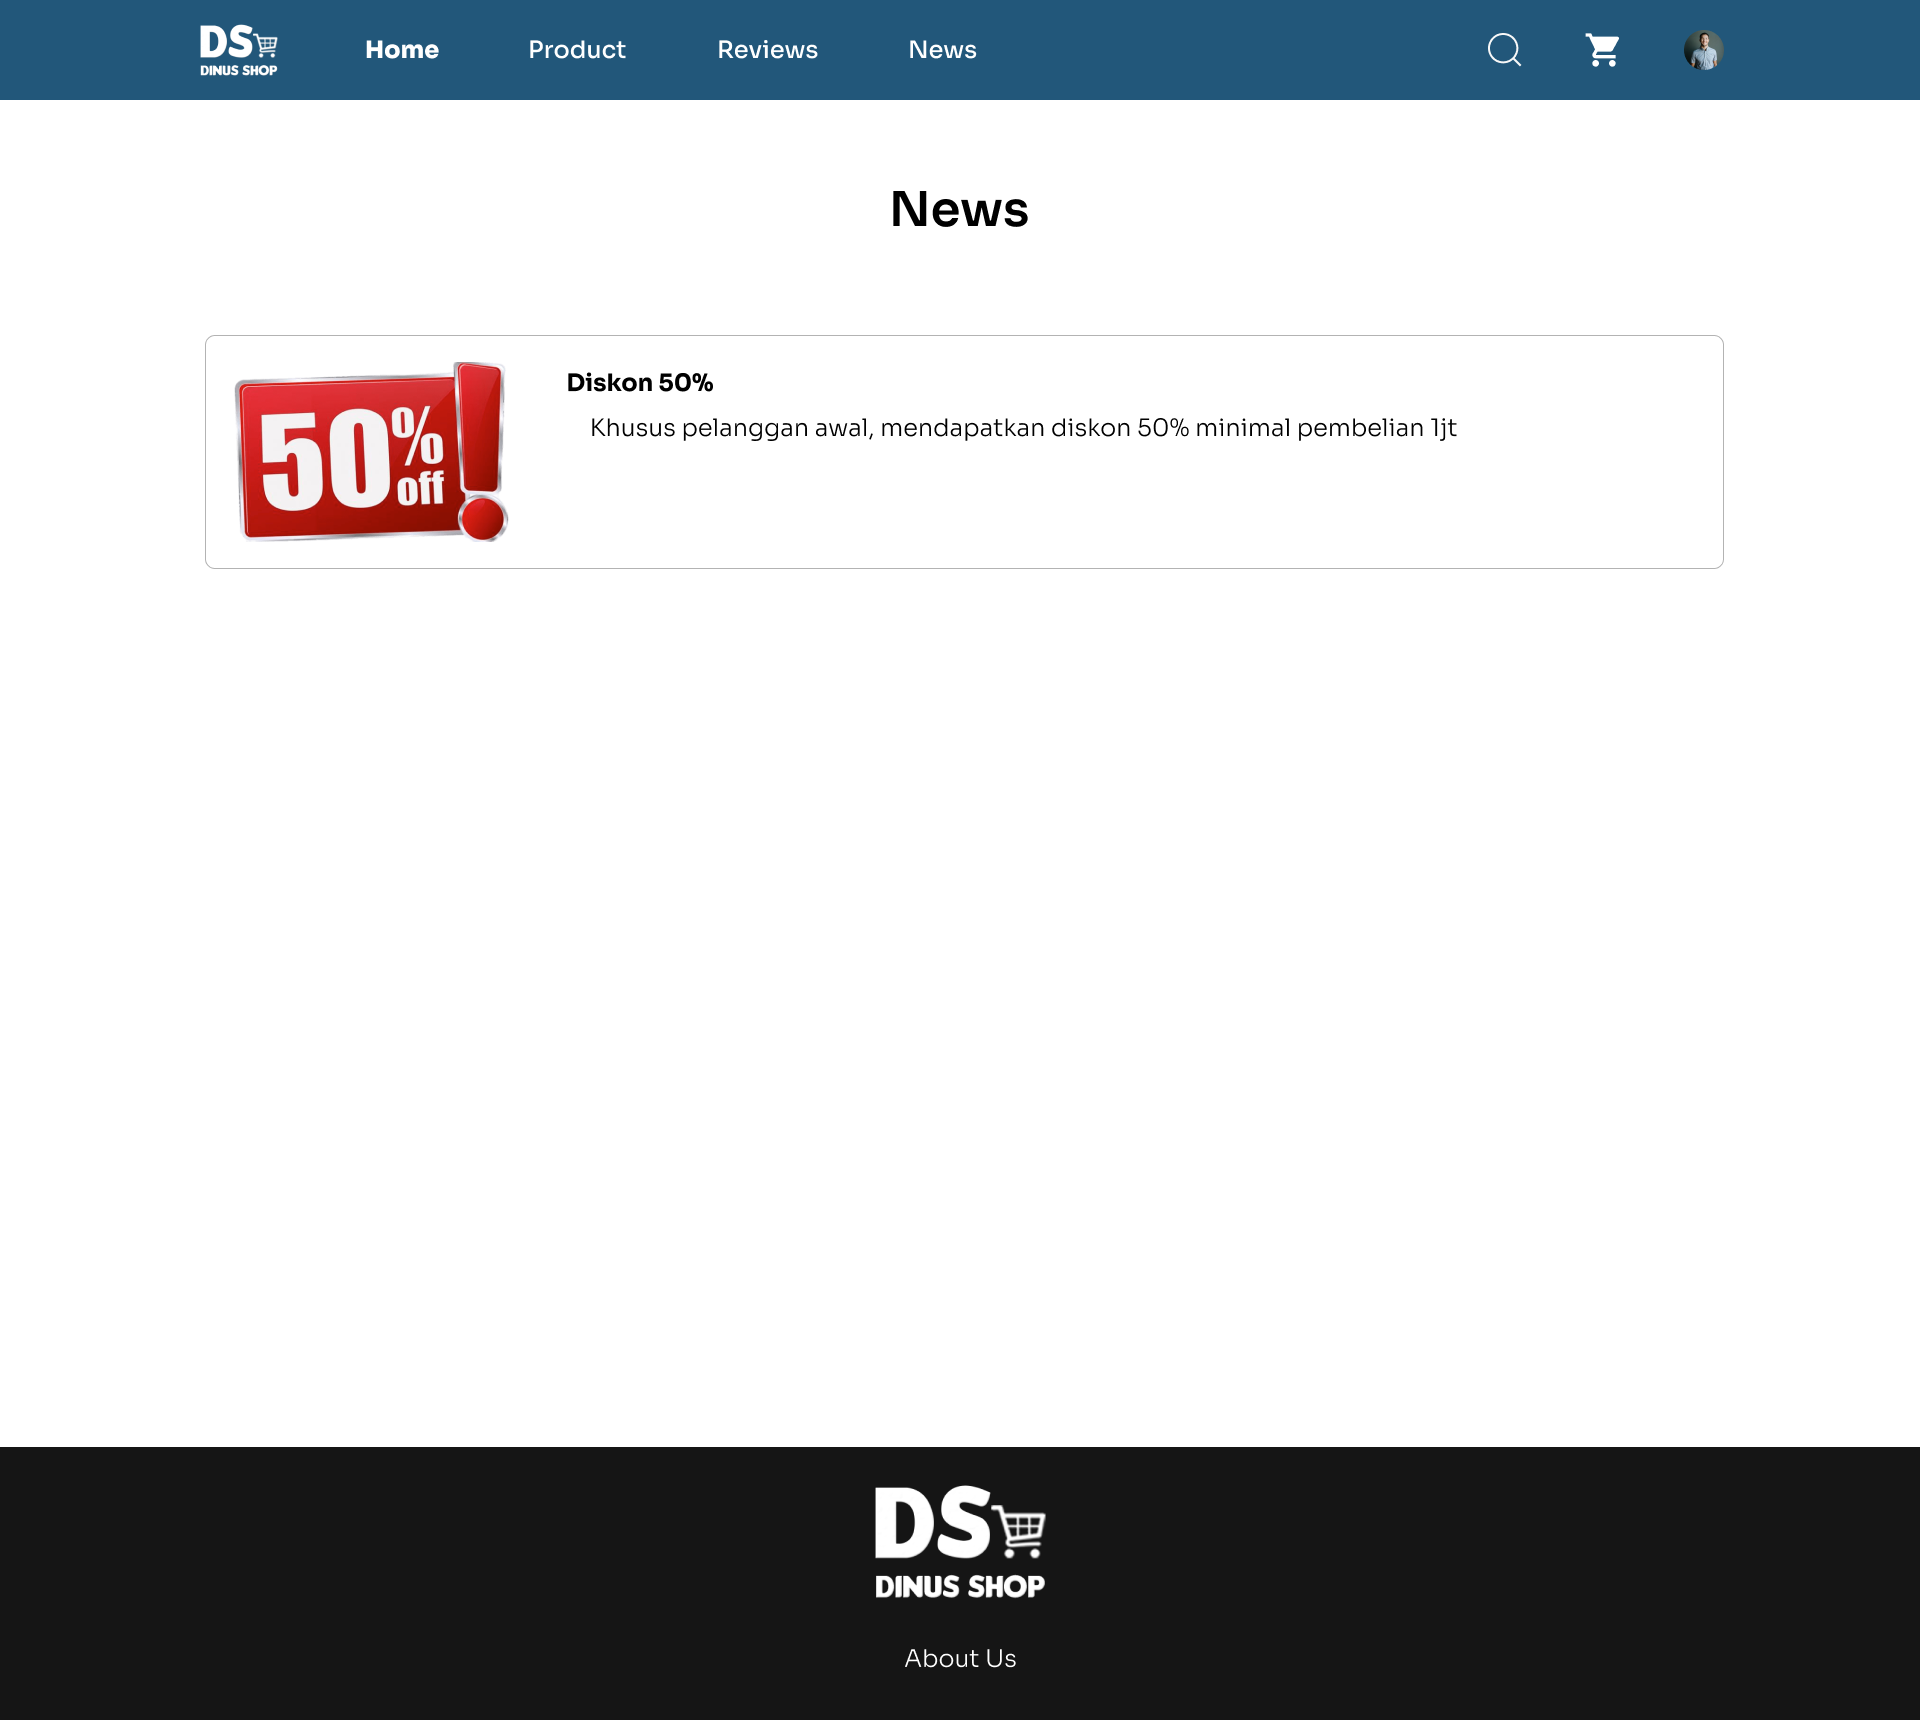 DS
DINUS SHOP
Home
Product
Reviews
News
News
50%
off
Diskon 50%
Khusus pelanggan awal, mendapatkan diskon 50% minimal pembelian 1jt
DS
DINUS SHOP
About Us